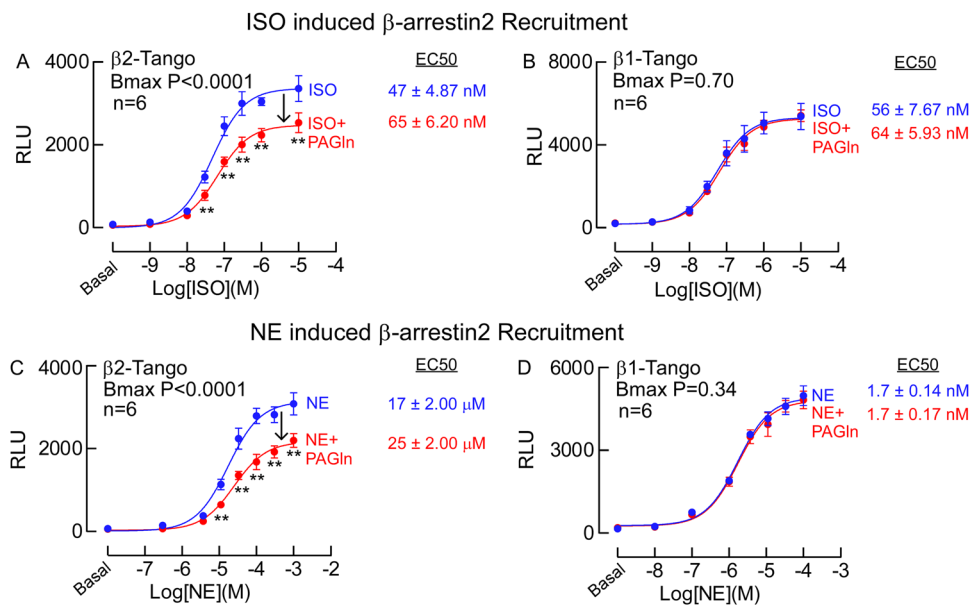 ISO induced β-arrestin2 Recruitment
A
β2-Tango
Bmax P<0.0001
n=6
EC50
ISO
47 ± 4.87 nM
ISO+
PAGln
65 ± 6.20 nM
RLU
4000
2000
0
**
**
**
**
**
Basal
-9
-8
-7
-6
-5
-4
Log[ISO](M)
B
β1-Tango
Bmax P=0.70
n=6
EC50
ISO
56 ± 7.67 nM
ISO+
PAGln
64 ± 5.93 nM
RLU
8000
4000
0
Basal
-9
-8
-7
-6
-5
-4
Log[ISO](M)
NE induced β-arrestin2 Recruitment
C
β2-Tango
Bmax P<0.0001
n=6
EC50
NE
17 ± 2.00 μM
NE+
PAGln
25 ± 2.00 μM
RLU
4000
2000
0
**
**
**
**
**
Basal
-7
-6
-5
-4
-3
-2
Log[NE](M)
D
β1-Tango
Bmax P=0.34
n=6
EC50
NE
1.7 ± 0.14 nM
NE+
PAGln
1.7 ± 0.17 nM
RLU
6000
3000
0
Basal
-8
-7
-6
-5
-4
-3
Log[NE](M)